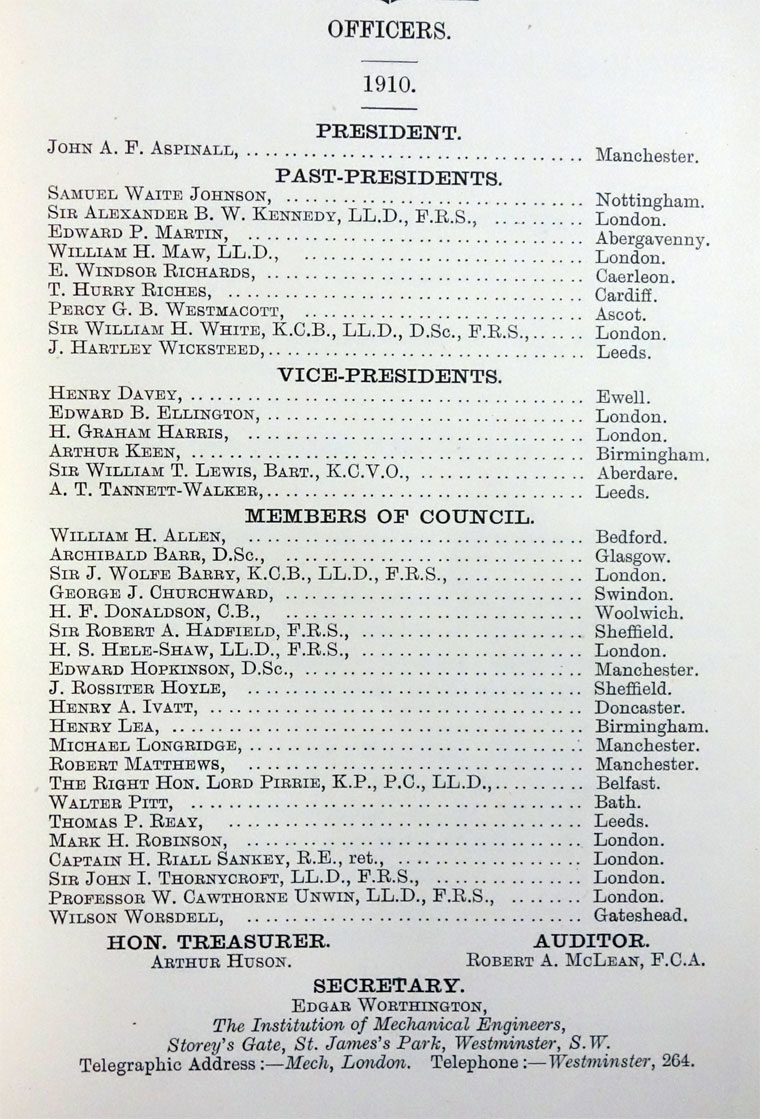 OFFICERS.
1910.
PRESIDENT.
John A. F. Aspinall, .......................................... Manchester.
PAST-PRESIDENTS.
Samuel Waite Johnson, .................................. Nottingham.
Sir Alexander B. W. Kennedy, LL.D., F.R.S., .......... London.
Edward P. Martin, .......................................... Abergavenny.
William H. Maw, LL.D., .................................. London.
E. Windsor Richards, ...................................... Caerleon.
T. Hurry Riches, .......................................... Cardiff.
Percy G. B. Westmacott, .................................. Ascot.
Sir William H. White, K.C.B., LL.D., D.Sc., F.R.S.,...... London.
J. Hartley Wicksteed,...................................... Leeds.
VICE-PRESIDENTS.
Henry Davey, .............................................. Ewell.
Edward B. Ellington, ...................................... London.
H. Graham Harris, ........................................ London.
Arthur Keen, .............................................. Birmingham.
Sir William T. Lewis, Bart., K.C.V.O., .................. Aberdare.
A. T. Tannett-Walker,...................................... Leeds.
MEMBERS OF COUNCIL.
William H. Allen, ........................................ Bedford.
Archibald Barr, D.Sc., .................................. Glasgow.
Sir J. Wolfe Barry, K.C.B., LL.D., F.R.S., .............. London.
George J. Churchward, .................................. Swindon.
H. F. Donaldson, C.B., .................................. Woolwich.
Sir Robert A. Hadfield, F.R.S., .......................... Sheffield.
H. S. Hele-Shaw, LL.D., F.R.S., .......................... London.
Edward Hopkinson, D.Sc., ................................ Manchester.
J. Rossiter Hoyle, ........................................ Sheffield.
Henry A. Ivatt, .......................................... Doncaster.
Henry Lea, .............................................. Birmingham.
Michael Longridge, ...................................... Manchester.
Robert Matthews, ........................................ Manchester.
The Right Hon. Lord Pirrie, K.P., P.C., LL.D.,.......... Belfast.
Walter Pitt, .............................................. Bath.
Thomas P. Reay, .......................................... Leeds.
Mark H. Robinson, ........................................ London.
Captain H. Riall Sankey, R.E., ret., .................... London.
Sir John I. Thornycroft, LL.D., F.R.S., ................ London.
Professor W. Cawthorne Unwin, LL.D., F.R.S., ........ London.
Wilson Worsdell, ........................................ Gateshead.
HON. TREASURER. AUDITOR.
Arthur Huson. Robert A. McLean, F.C.A.
SECRETARY.
Edgar Worthington,
The Institution of Mechanical Engineers,
Storey's Gate, St. James's Park, Westminster, S.W.
Telegraphic Address:—Mech, London. Telephone:—Westminster, 264.